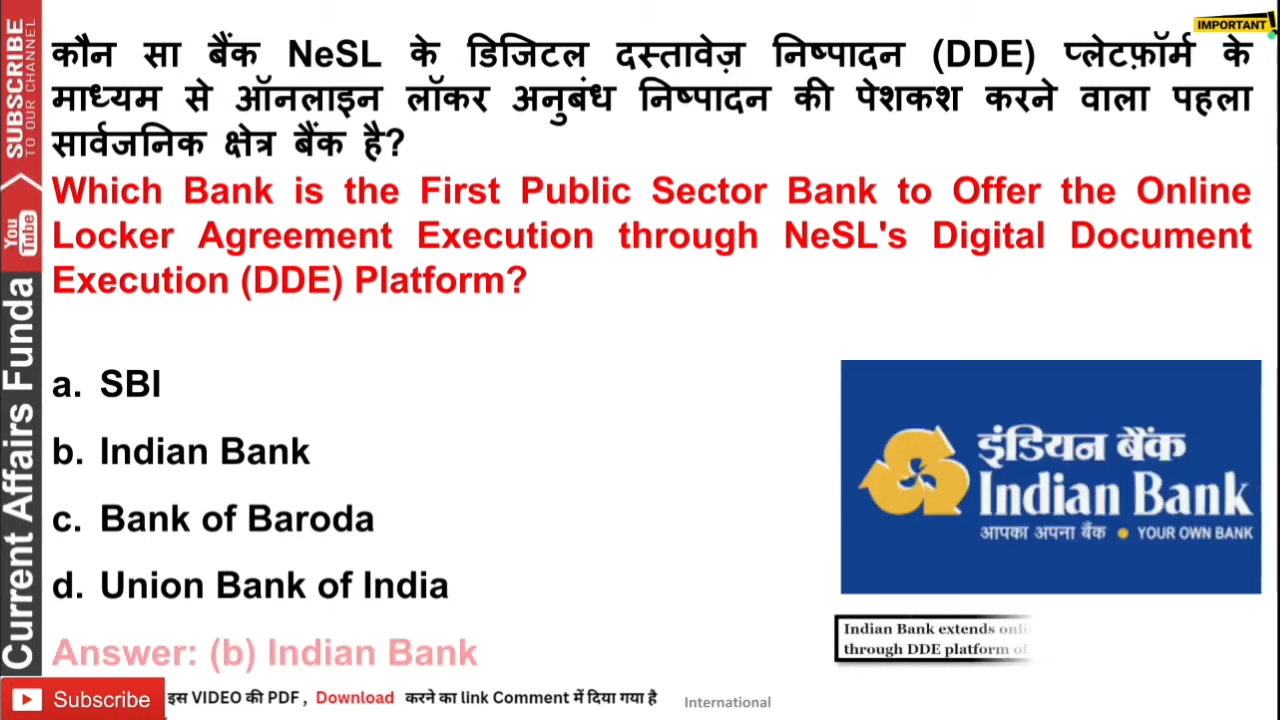 IMPORTANT
कौन सा बैंक NeSL के डिजिटल दस्तावेज़ निष्पादन (DDE) प्लेटफ़ॉर्म के
माध्यम से ऑनलाइन लॉकर अनुबंध निष्पादन की पेशकश करने वाला पहला
सार्वजनिक क्षेत्र बैंक है?
Which Bank is the First Public Sector Bank to Offer the Online
Locker Agreement Execution through NeSL's Digital Document
Execution (DDE) Platform?
a. SBI
b. Indian Bank
c. Bank of Baroda
d. Union Bank of India
Answer: (b) Indian Bank
इंडियन बैंक
Indian Bank
आपका अपना बैंक YOUR OWN BANK
Indian Bank extends
through DDE platform of
SUBSCRIBE
TO OUR CHANNEL
You Tube
Current Affairs Funda
Subscribe
इस VIDEO की PDF , Download करने का link Comment में दिया गया है
International